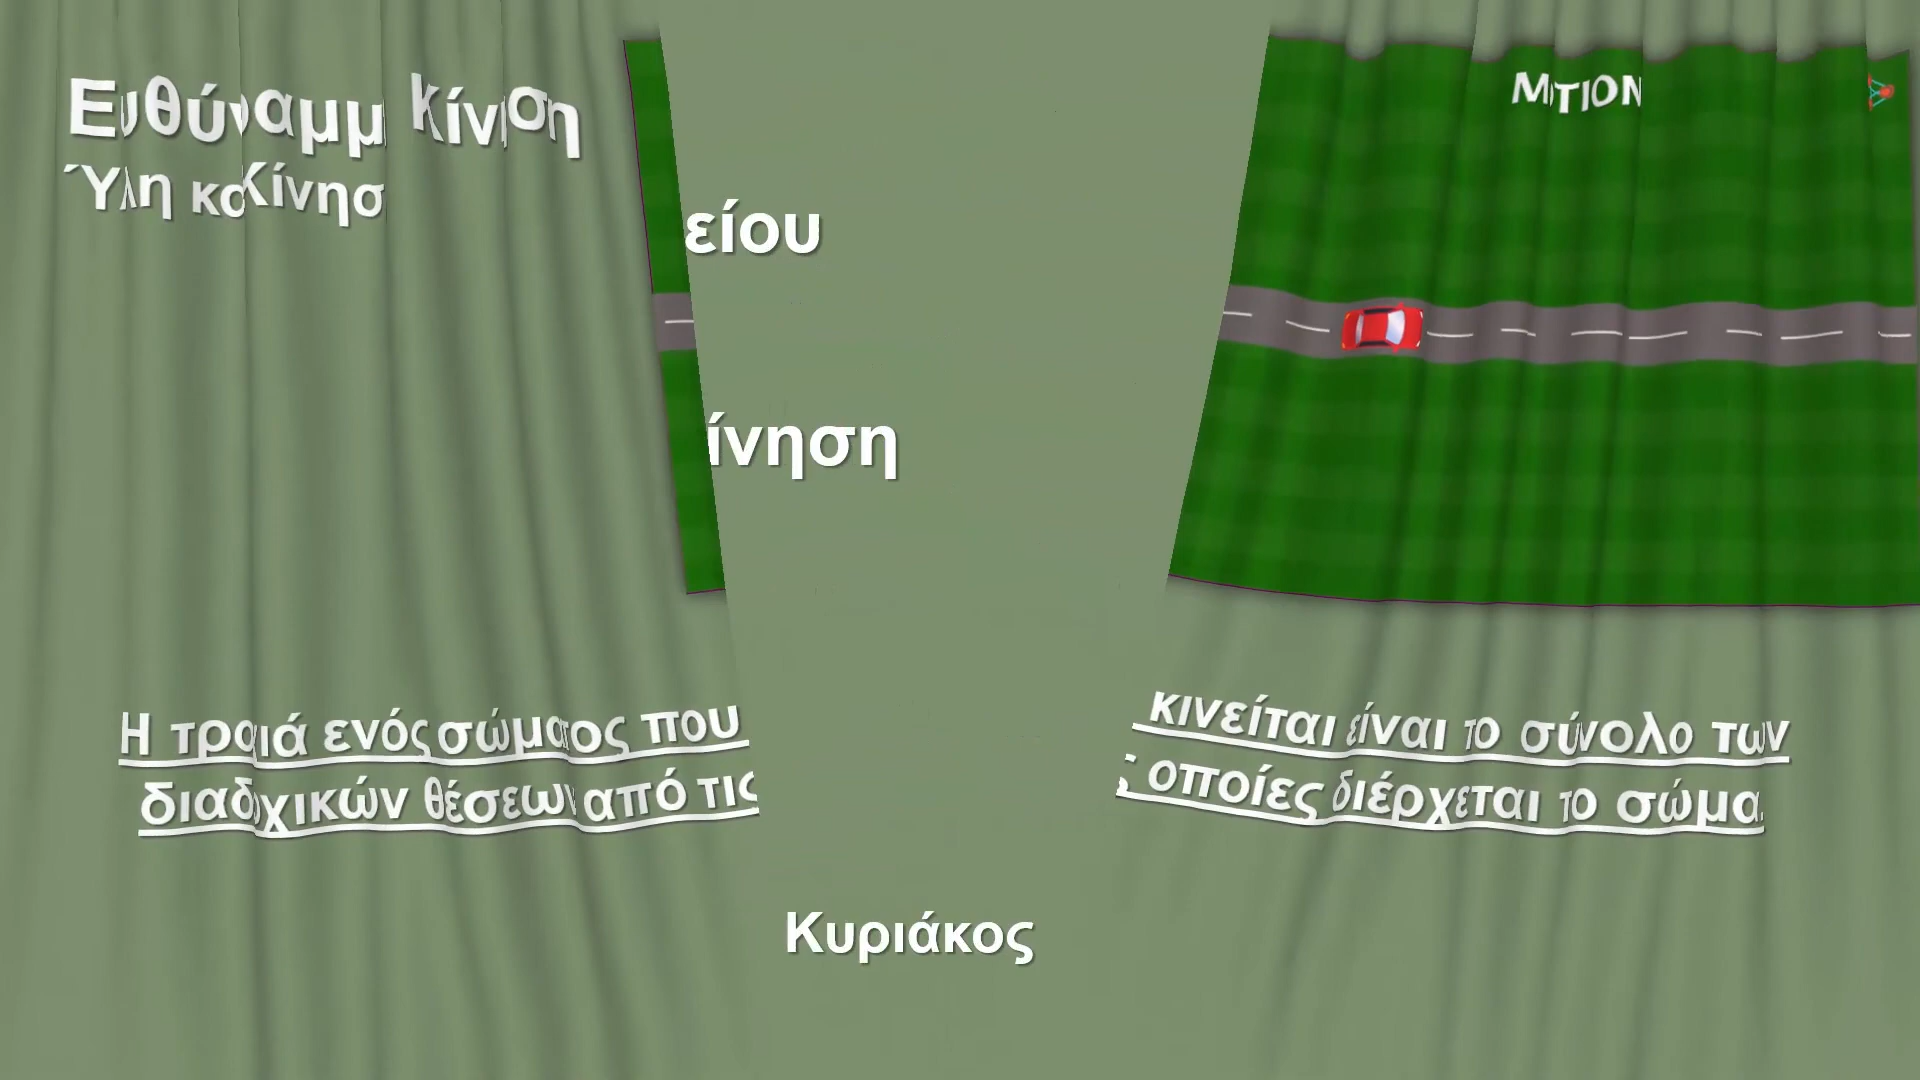 Ευθύγραμμη Κίνηση
Ύλη και Κίνηση
MOTION
είου
ίνηση
Η τροχιά ενός σώματος που κινείται είναι το σύνολο των
διαδοχικών θέσεων από τις οποίες διέρχεται το σώμα.
Κυριάκος